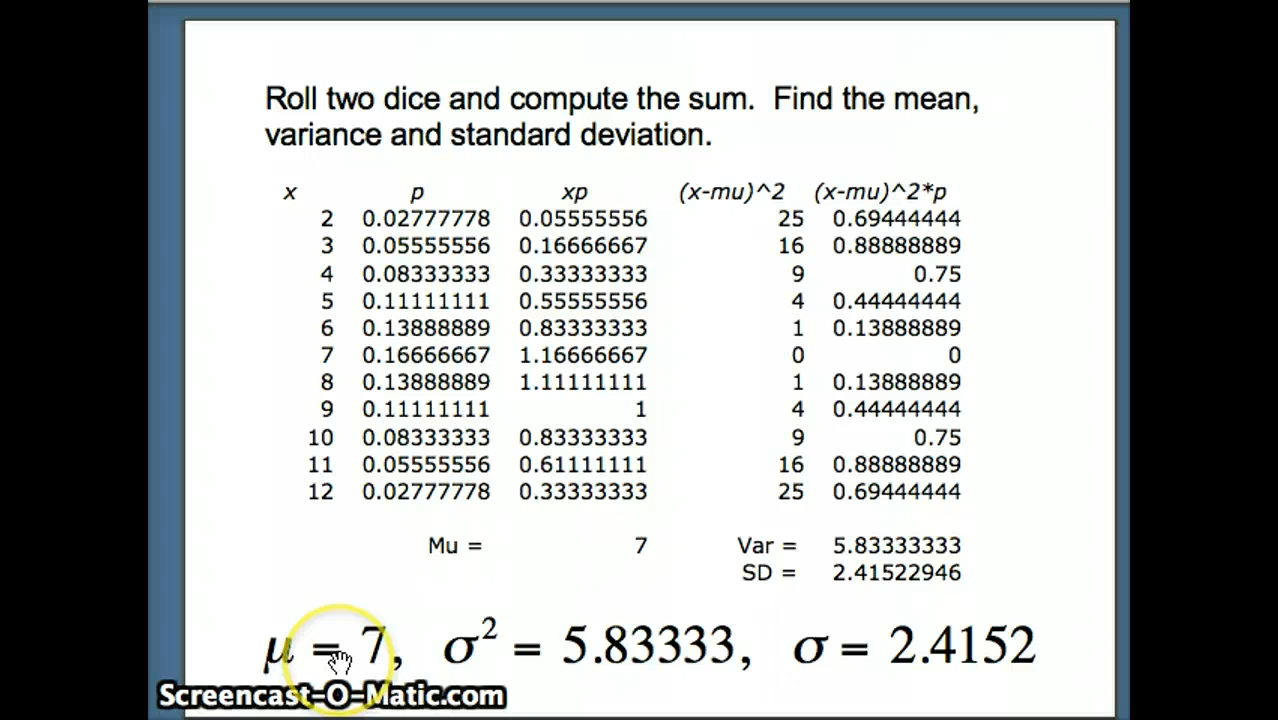 Roll two dice and compute the sum. Find the mean,
variance and standard deviation.
x p xp (x-mu)^2 (x-mu)^2*p
2 0.02777778 0.05555556 25 0.69444444
3 0.05555556 0.16666667 16 0.88888889
4 0.08333333 0.33333333 9 0.75
5 0.11111111 0.55555556 4 0.44444444
6 0.13888889 0.83333333 1 0.13888889
7 0.16666667 1.16666667 0 0
8 0.13888889 1.11111111 1 0.13888889
9 0.11111111 1 4 0.44444444
10 0.08333333 0.83333333 9 0.75
11 0.05555556 0.61111111 16 0.88888889
12 0.02777778 0.33333333 25 0.69444444
Mu = 7 Var = 5.83333333
SD = 2.41522946
μ = 7, σ² = 5.83333, σ = 2.4152
Screencast-O-Matic.com